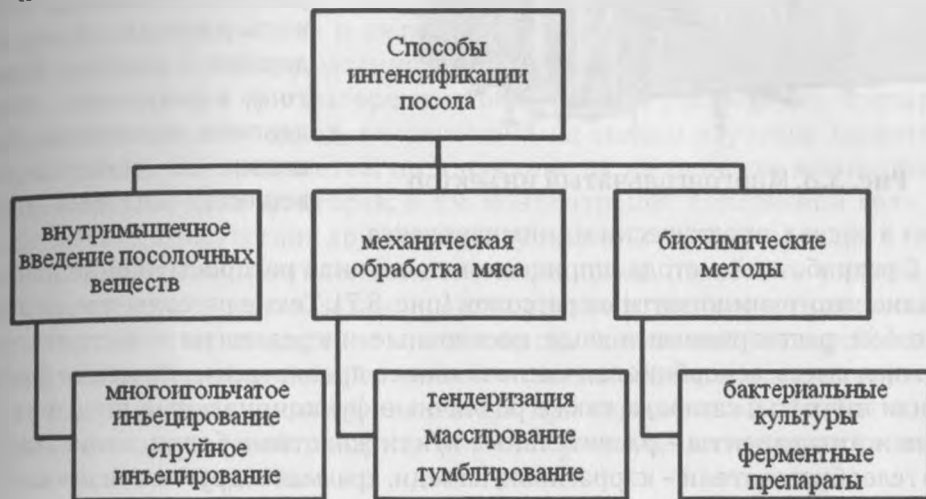 Способы
интенсификации
посола
внутримышечное
введение посолочных
веществ
механическая
обработка мяса
биохимические
методы
многоигольное
инъецирование
струйное
инъецирование
тендеризация
массирование
тумблирование
бактериальные
культуры
ферментные
препараты